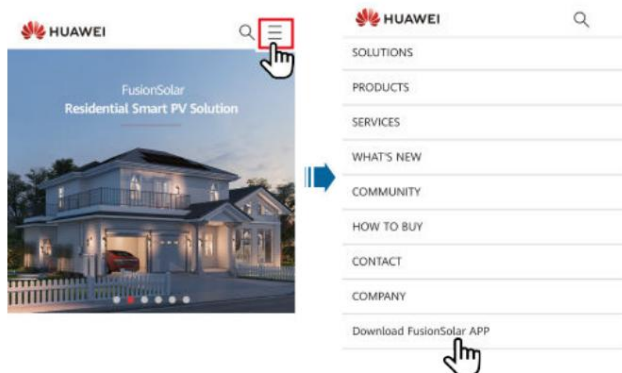 HUAWEI
FusionSolar
Residential Smart PV Solution
HUAWEI
SOLUTIONS
PRODUCTS
SERVICES
WHAT'S NEW
COMMUNITY
HOW TO BUY
CONTACT
COMPANY
Download FusionSolar APP